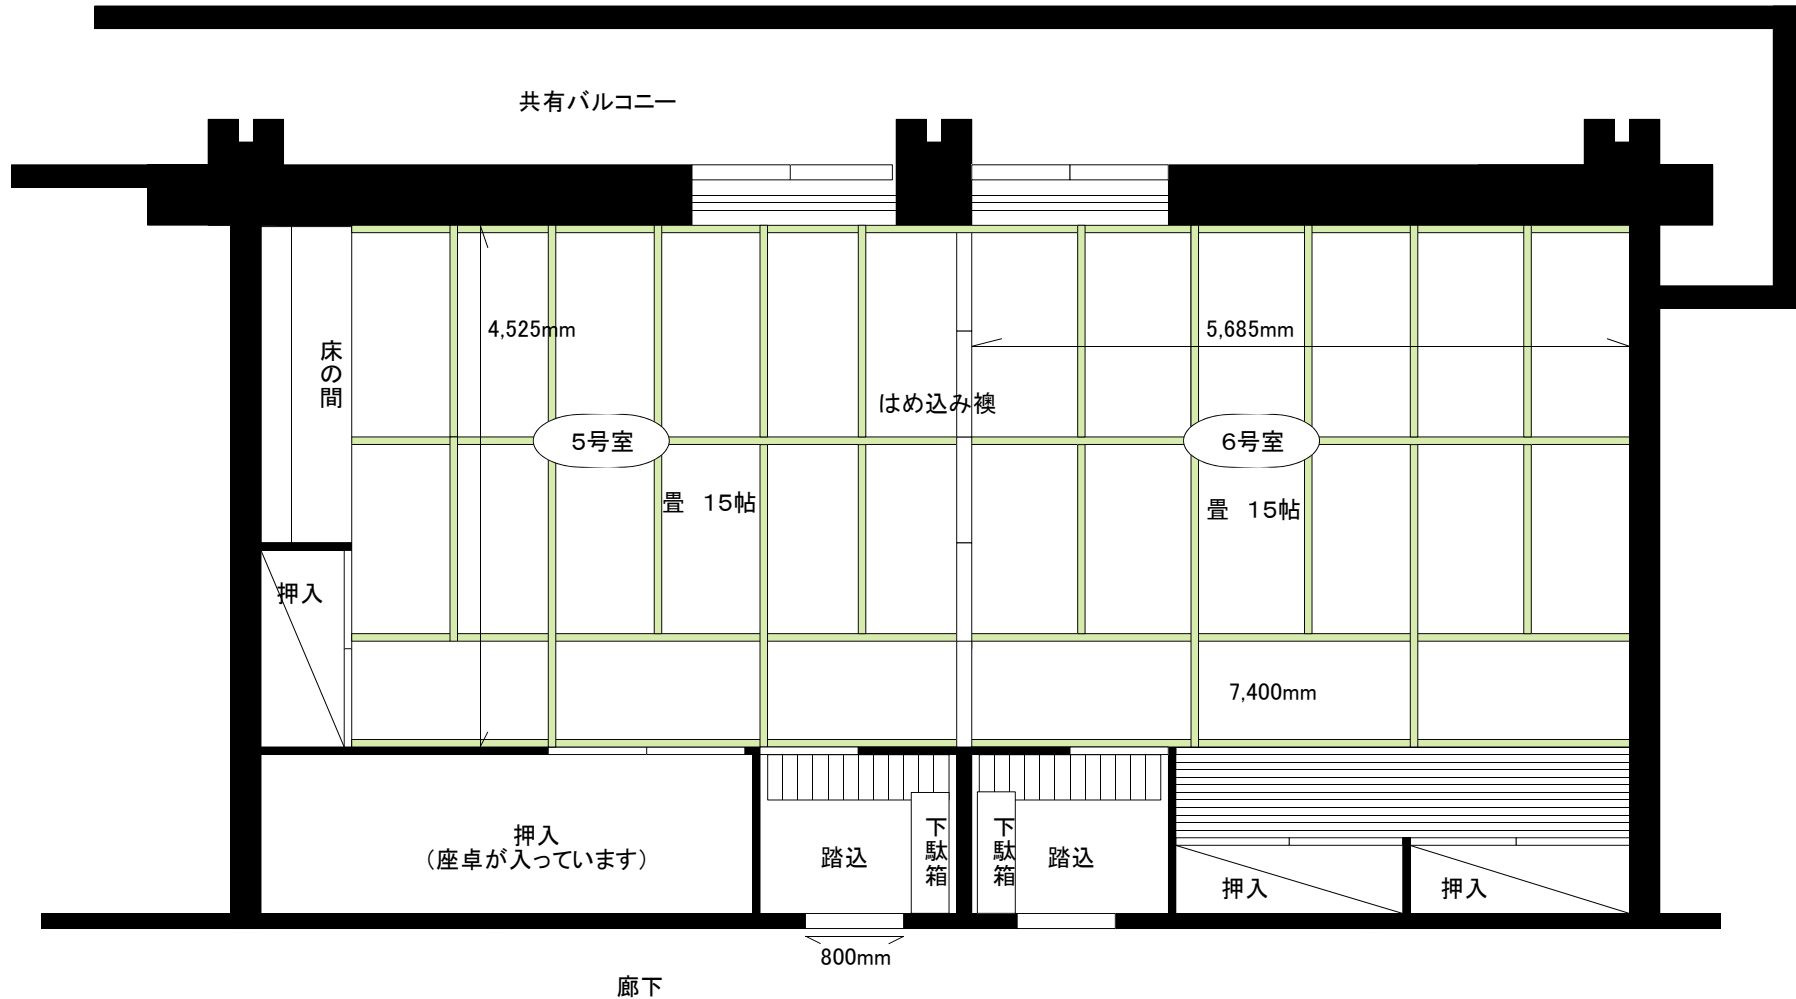 共有バルコニー
4,525mm
5,685mm
床の間
はめ込み襖
5号室
6号室
畳　15帖
畳　15帖
押入
7,400mm
押入
（座卓が入っています）
踏込
下駄箱
下駄箱
踏込
押入
押入
800mm
廊下